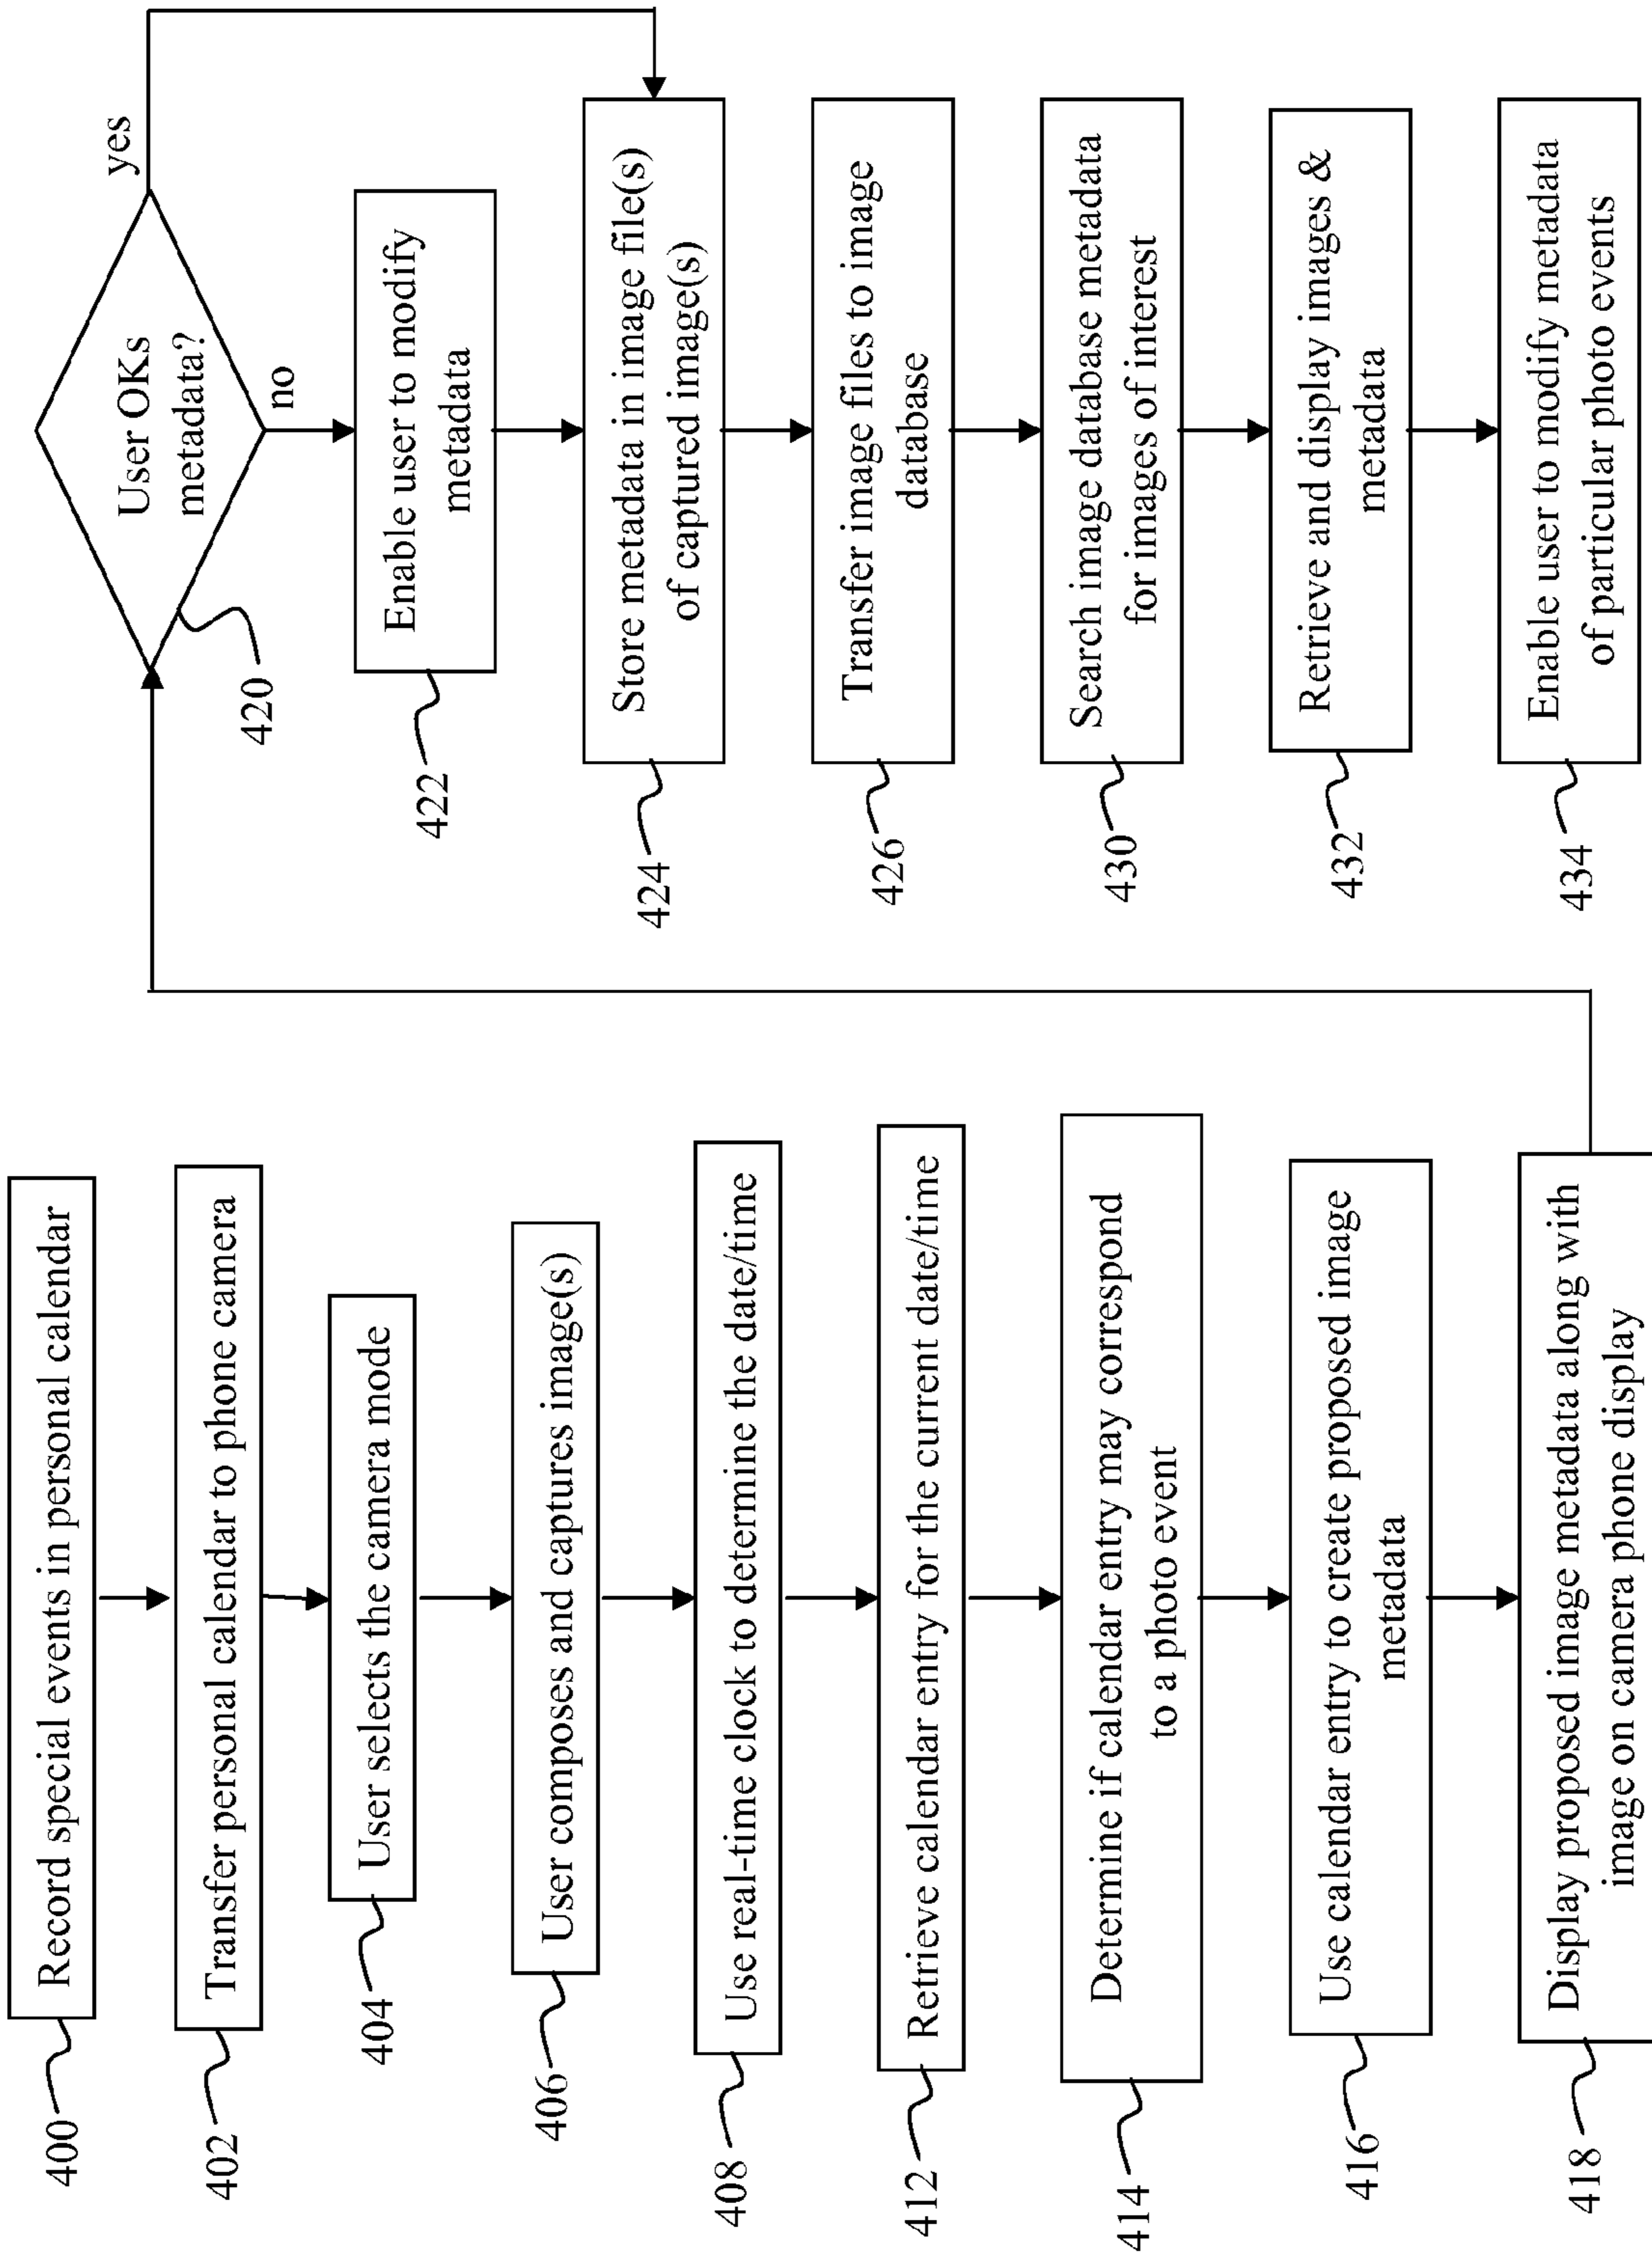 400
Record special events in personal calendar
402
Transfer personal calendar to phone camera
404
User selects the camera mode
406
User composes and captures image(s)
408
Use real-time clock to determine the date/time
412
Retrieve calendar entry for the current date/time
414
Determine if calendar entry may correspond
to a photo event
416
Use calendar entry to create proposed image
metadata
418
Display proposed image metadata along with
image on camera phone display
420
User OKs
metadata?
yes
no
422
Enable user to modify
metadata
424
Store metadata in image file(s)
of captured image(s)
426
Transfer image files to image
database
430
Search image database metadata
for images of interest
432
Retrieve and display images &
metadata
434
Enable user to modify metadata
of particular photo events